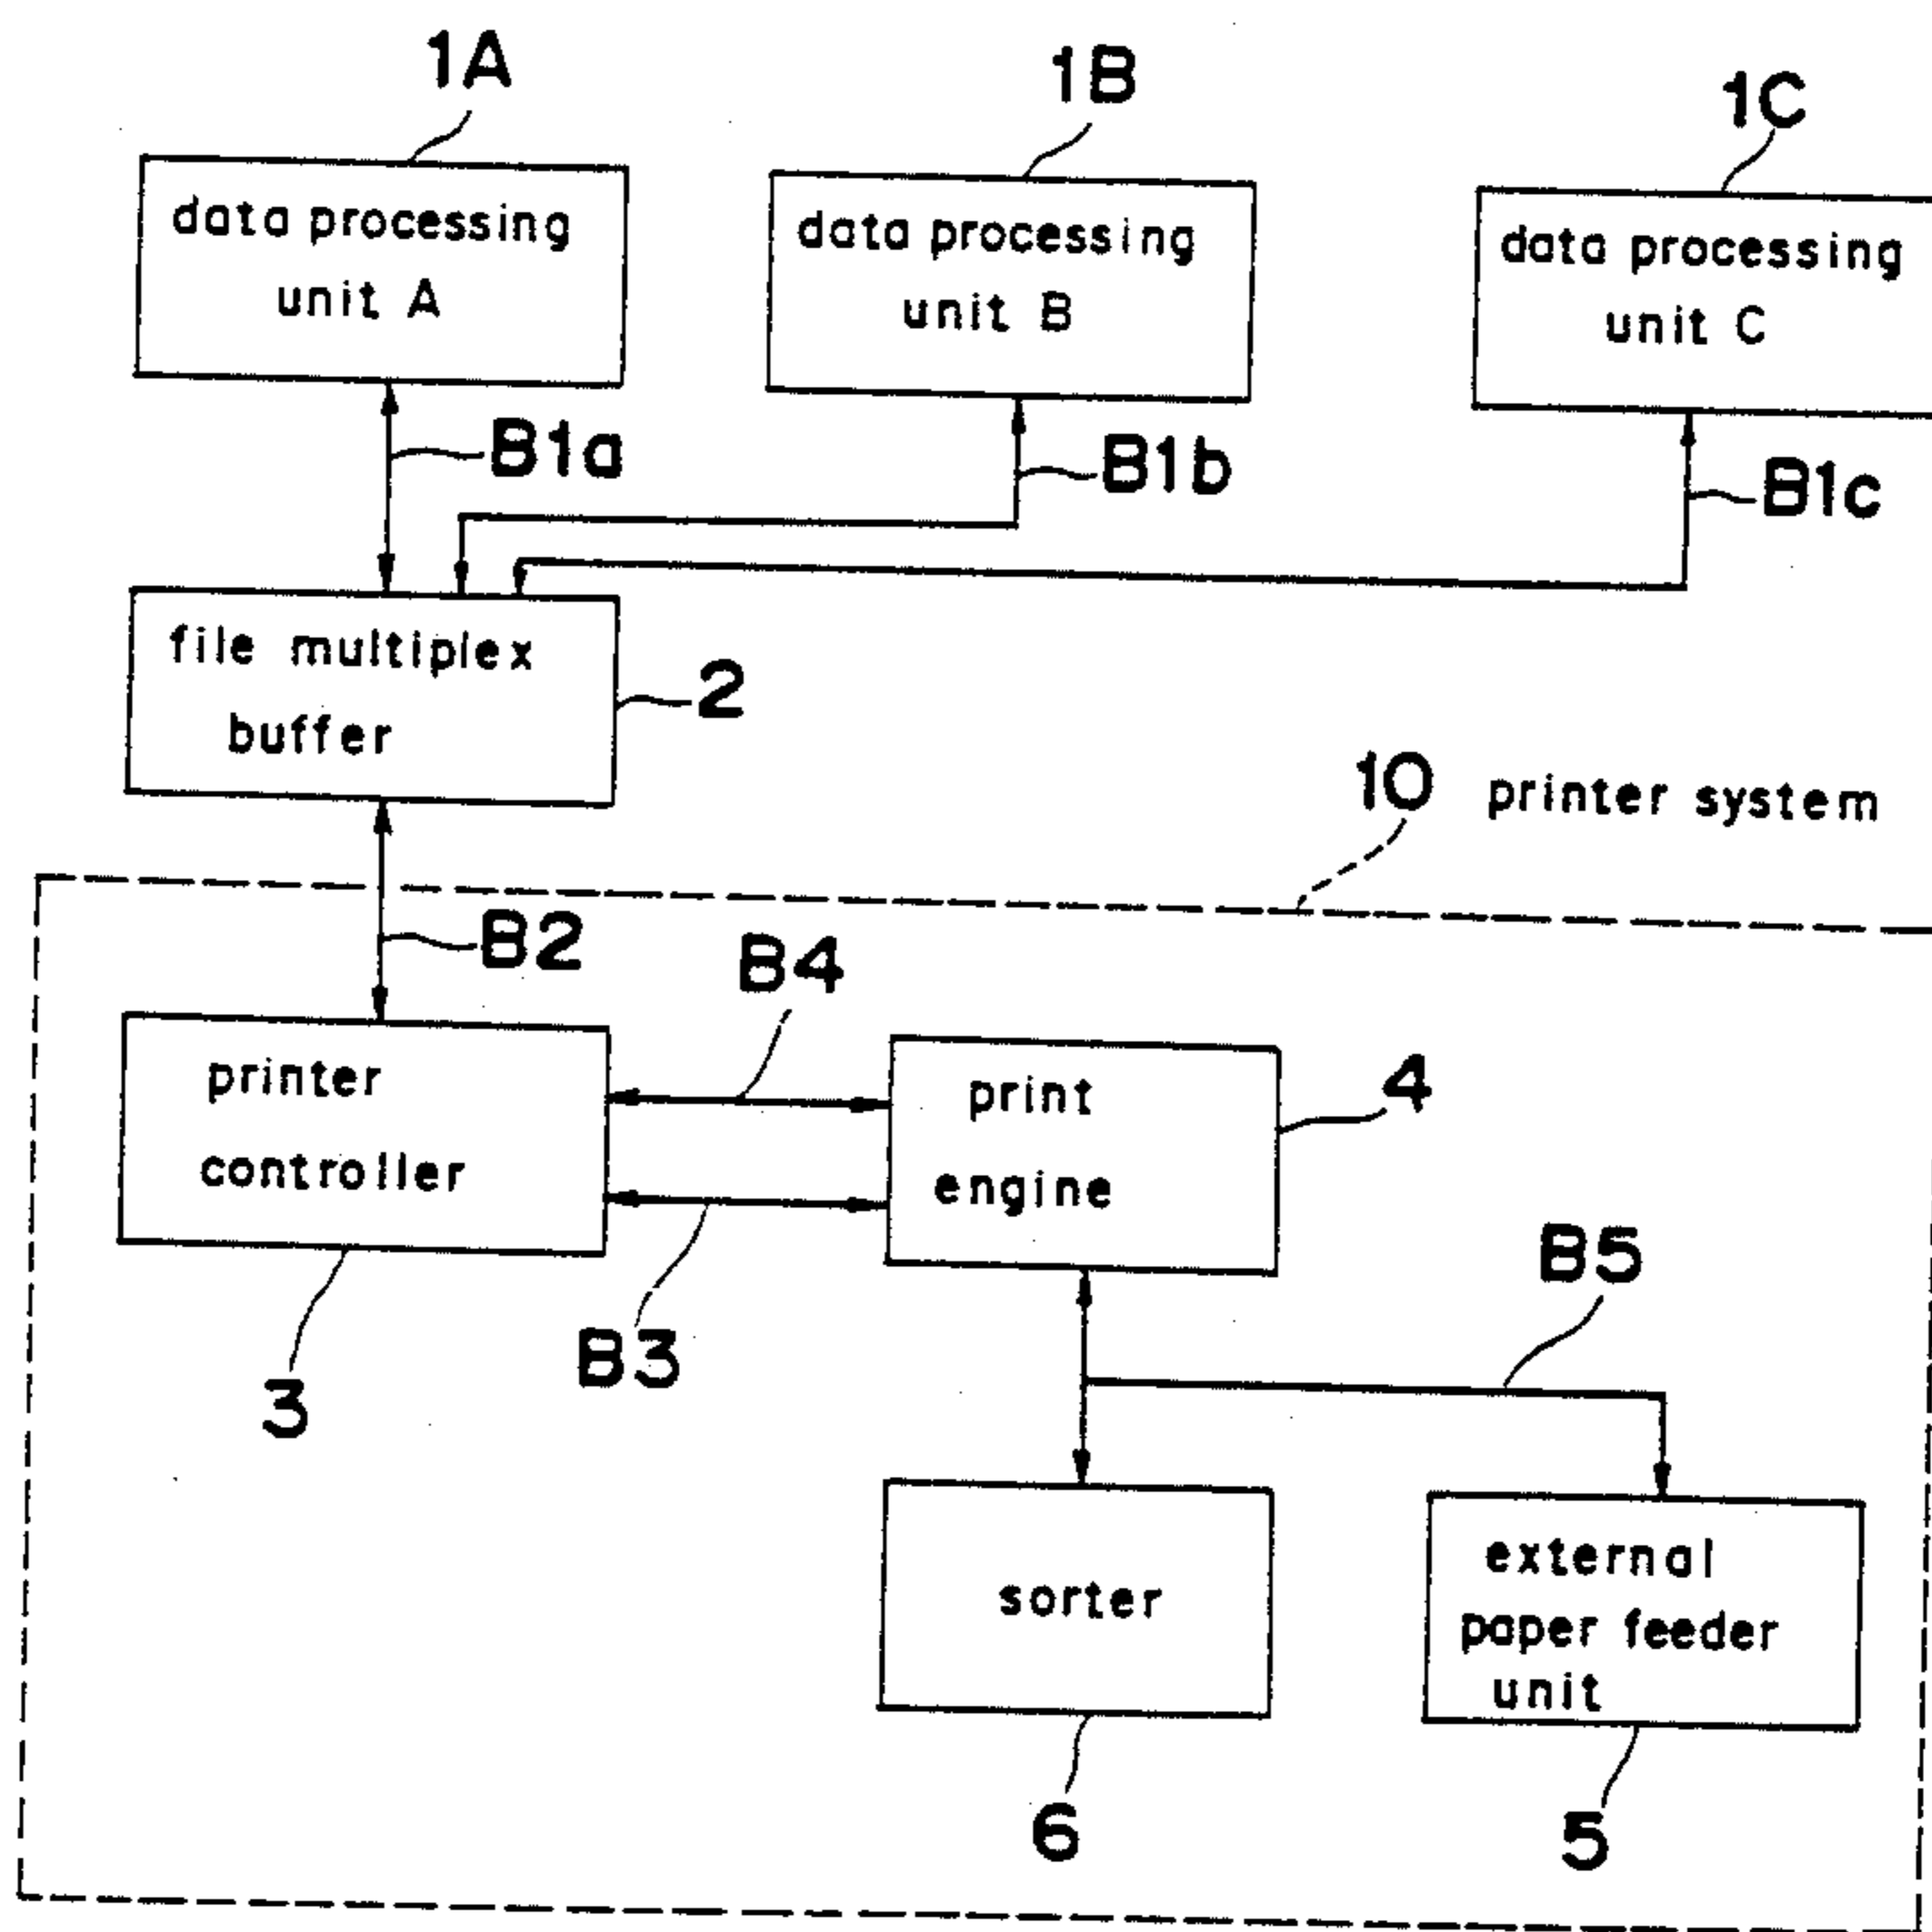 1A
1B
1C
data processing
unit A
data processing
unit B
data processing
unit C
B1a
B1b
B1c
file multiplex
buffer
2
10 printer system
B2
B4
printer
controller
print
engine
4
B5
B3
3
sorter
external
paper feeder
unit
6
5